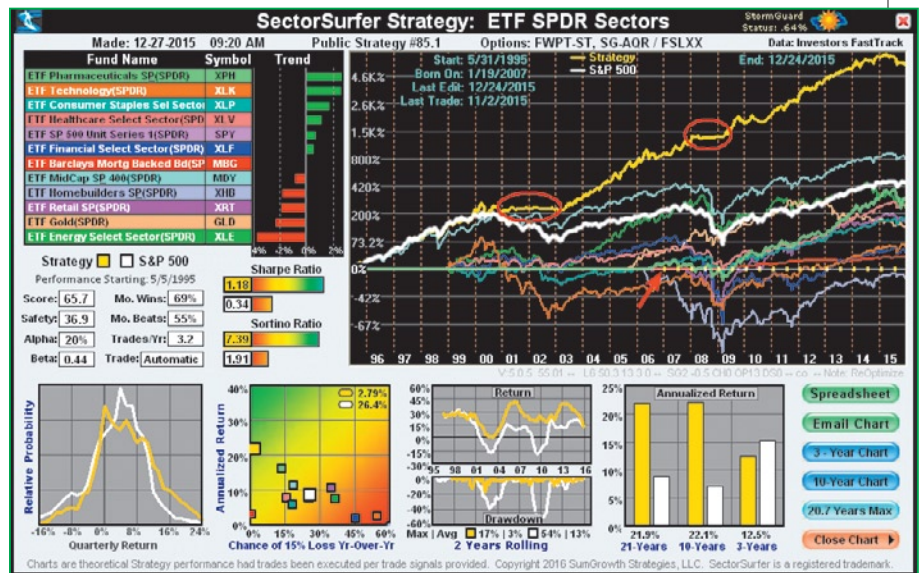 SectorSurfer Strategy: ETF SPDR Sectors
StormGuard
Status: .64%
Made: 12-27-2015 09:20 AM Public Strategy #85.1 Options: FWPT-ST, SG-AQR / FSLXX Data: Investors FastTrack
Fund Name Symbol Trend
ETF Pharmaceuticals SP(SPDR) XPH
ETF Technology(SPDR) XLK
ETF Consumer Staples Sel Sector XLP
ETF Healthcare Select Sector(SPD XLV
ETF SP 500 Unit Series 1(SPDR) SPY
ETF Financial Select Sector(SPDR) XLF
ETF Barclays Mortg Backed Bd(SP MBG
ETF MidCap SP 400(SPDR) MDY
ETF Homebuilders SP(SPDR) XHB
ETF Retail SP(SPDR) XRT
ETF Gold(SPDR) GLD
ETF Energy Select Sector(SPDR) XLE
-4% -2% 0% 2%
Start: 5/31/1995
Born On: 1/19/2007
Last Edit: 12/24/2015
Last Trade: 11/2/2015
Strategy
S&P 500
End: 12/24/2015
4.6K%
2.6K%
1.5K%
800%
420%
200%
73.2%
0%
-42%
-67%
96 97 98 99 00 01 02 03 04 05 06 07 08 09 10 11 12 13 14 15
Strategy S&P 500
Performance Starting: 5/5/1995
Score: 65.7 Mo. Wins: 69%
Safety: 36.9 Mo. Beats: 55%
Alpha: 20% Trades/Yr: 3.2
Beta: 0.44 Trade: Automatic
Sharpe Ratio
1.18
0.34
Sortino Ratio
7.39
1.91
Note: ReOptimize
Relative Probability
-16% -8% 0% 8% 16% 24%
Quarterly Return
Annualized Return
40%
30%
20%
10%
0%
2.79%
26.4%
0% 15% 30% 45% 60%
Chance of 15% Loss Yr-Over-Yr
60%
45%
30%
15%
0%
-15%
-30%
Return
95 98 01 04 07 10 13 16
0%
-20%
-40%
-60%
Drawdown
Max | Avg 17% | 3% 54% | 13%
2 Years Rolling
Annualized Return
25%
20%
15%
10%
5%
0%
21.9% 22.1% 12.5%
21-Years 10-Years 3-Years
Spreadsheet
Email Chart
3 - Year Chart
10-Year Chart
20.7 Years Max
Close Chart
Charts are theoretical Strategy performance had trades been executed per trade signals provided. Copyright 2016 SumGrowth Strategies, LLC. SectorSurfer is a registered trademark.